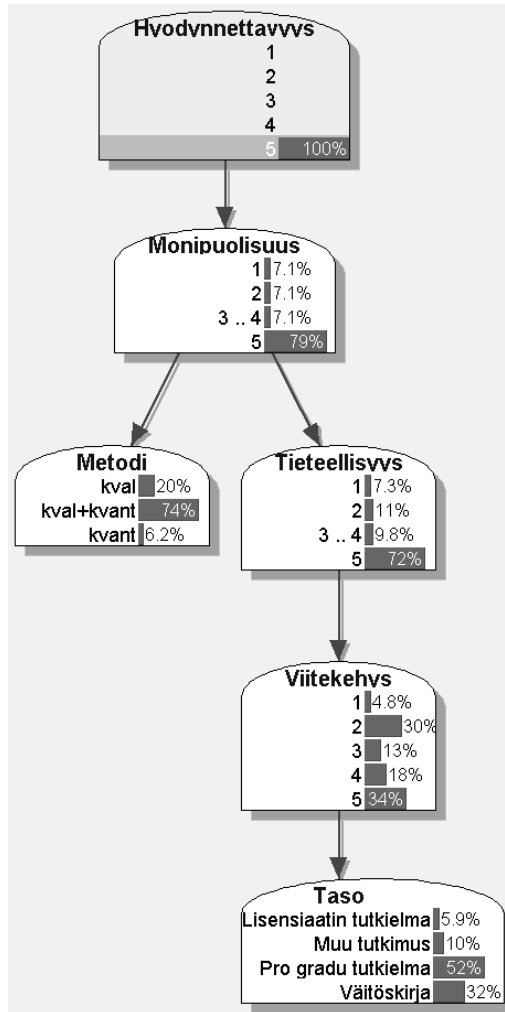 Hyödynnettävyys
1
2
3
4
5 100%
Monipuolisuus
1 7.1%
2 7.1%
3 .. 4 7.1%
5 79%
Metodi
kval 20%
kval+kvant 74%
kvant 6.2%
Tieteellisyys
1 7.3%
2 11%
3 .. 4 9.8%
5 72%
Viitekehys
1 4.8%
2 30%
3 13%
4 18%
5 34%
Taso
Lisensiaatin tutkielma 5.9%
Muu tutkimus 10%
Pro gradu tutkielma 52%
Väitöskirja 32%